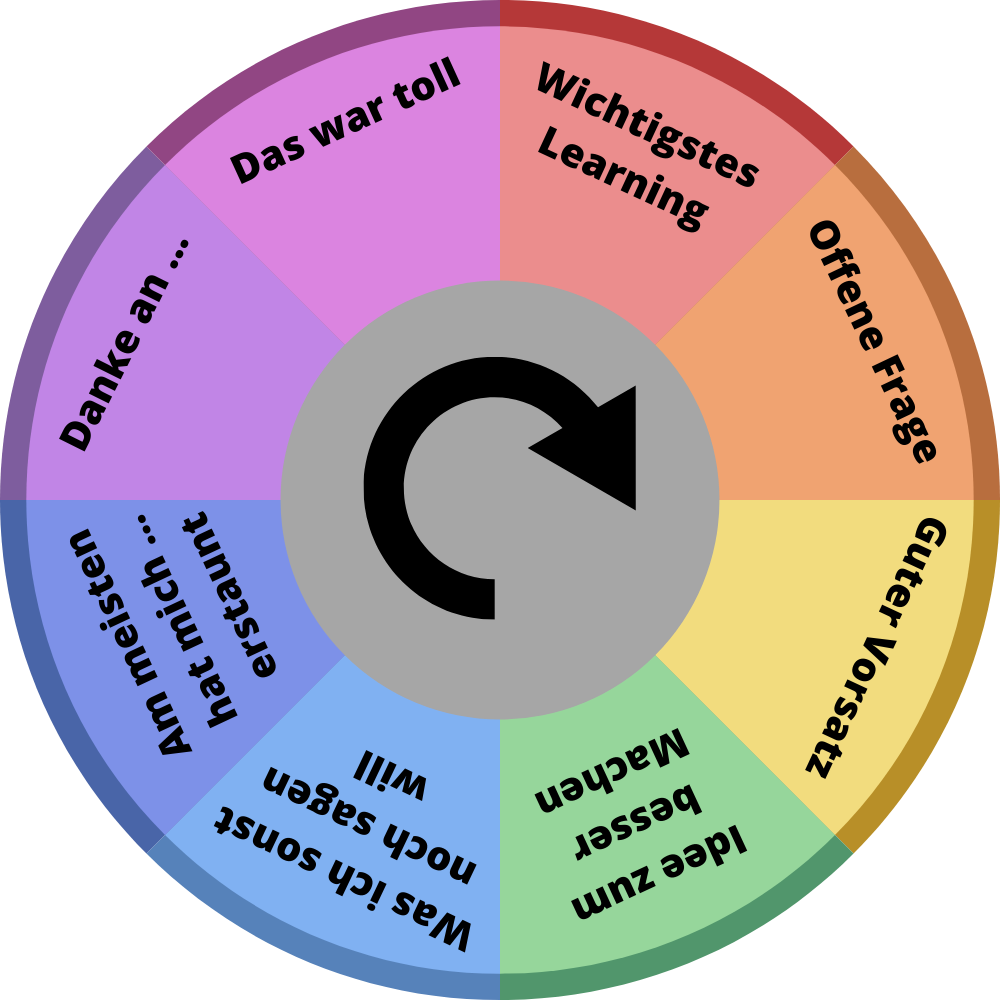 Wichtigstes
Learning
Offene Frage
Guter Vorsatz
Idee zum
besser
Machen
Was ich sonst
noch sagen
will
Am meisten
hat mich ...
erstaunt
Danke an ...
Das war toll